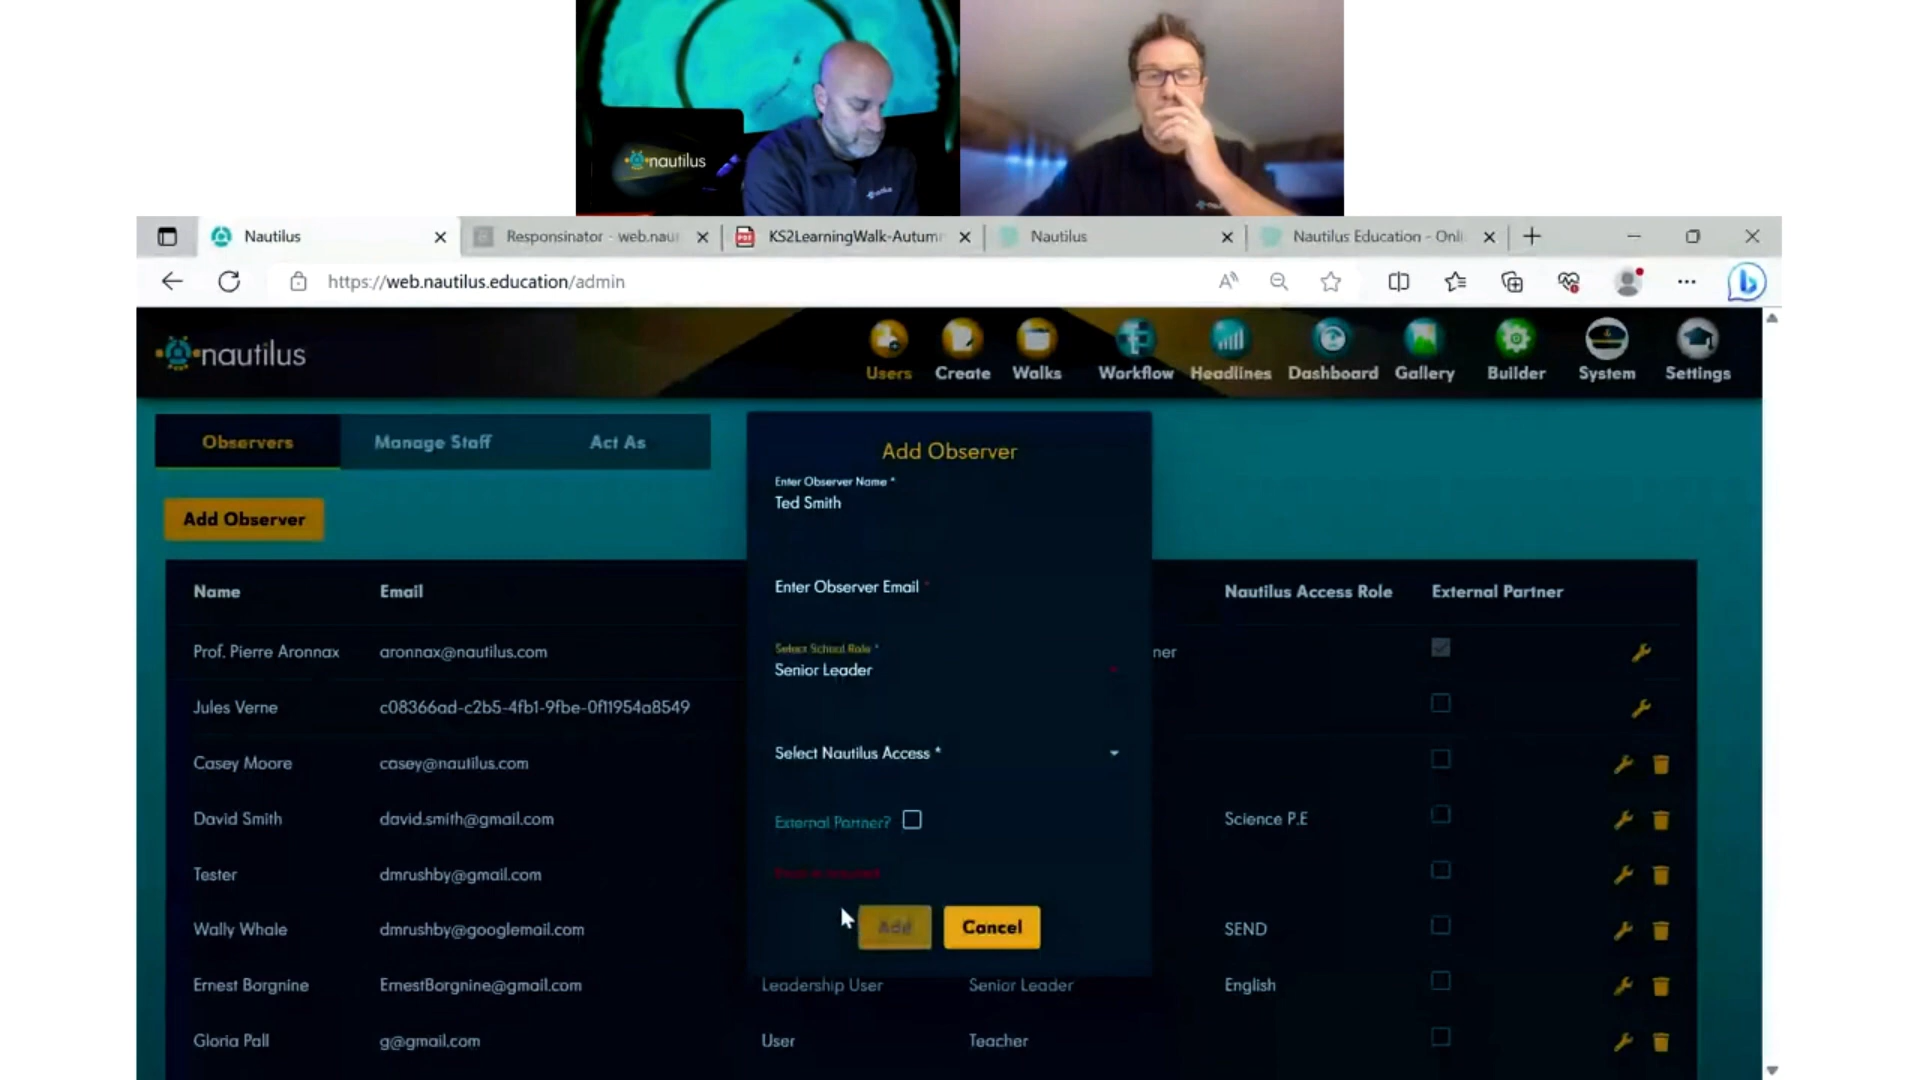 nautilus
Nautilus
Responsinator - web.nau
KS2LearningWalk-Autum
Nautilus
Nautilus Education - Onli
https://web.nautilus.education/admin
nautilus
Users
Create
Walks
Workflow
Headlines
Dashboard
Gallery
Builder
System
Settings
Observers
Manage Staff
Act As
Add Observer
Add Observer
Enter Observer Name *
Ted Smith
Enter Observer Email *
Select School Role *
Senior Leader
Select Nautilus Access *
External Partner?
Add
Cancel
Name Email Nautilus Access Role External Partner
Prof. Pierre Aronnax aronnax@nautilus.com ner
Jules Verne c08366ad-c2b5-4fb1-9fbe-0f11954a8549
Casey Moore casey@nautilus.com
David Smith david.smith@gmail.com Science P.E
Tester dmrushby@gmail.com
Wally Whale dmrushby@googlemail.com SEND
Ernest Borgnine ErnestBorgnine@gmail.com Leadership User Senior Leader English
Gloria Pall g@gmail.com User Teacher